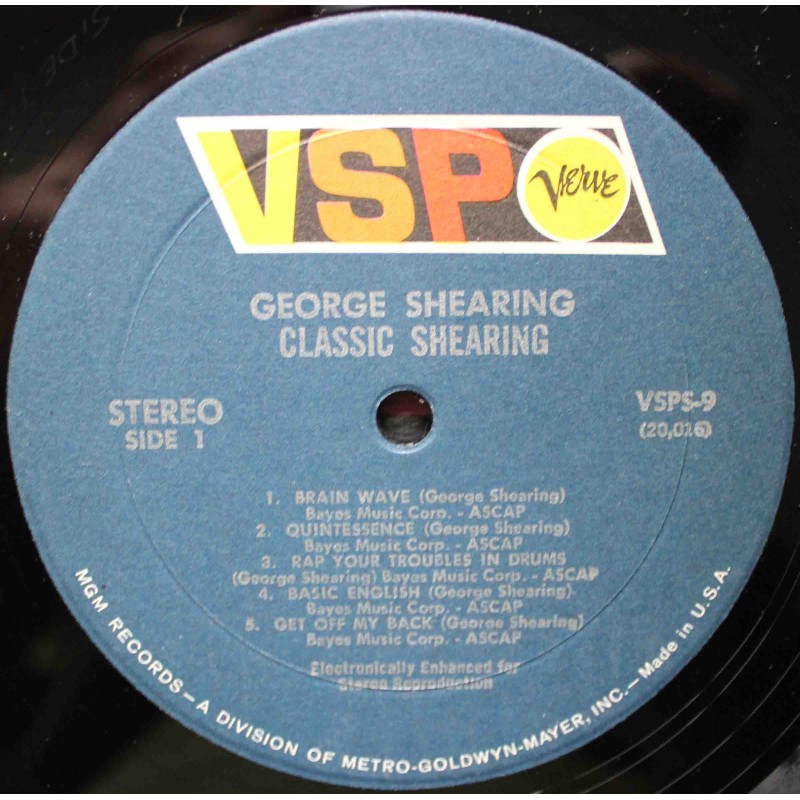 VSP Verve
GEORGE SHEARING
CLASSIC SHEARING
STEREO
SIDE 1
VSPS-9
(20,016)
1. BRAIN WAVE (George Shearing)
Bayes Music Corp. - ASCAP
2. QUINTESSENCE (George Shearing)
Bayes Music Corp. - ASCAP
3. RAP YOUR TROUBLES IN DRUMS
(George Shearing) Bayes Music Corp. - ASCAP
4. BASIC ENGLISH (George Shearing)
Bayes Music Corp. - ASCAP
5. GET OFF MY BACK (George Shearing)
Bayes Music Corp. - ASCAP
Electronically Enhanced for
Stereo Reproduction
MGM RECORDS — A DIVISION OF METRO-GOLDWYN-MAYER, INC. — Made in U.S.A.